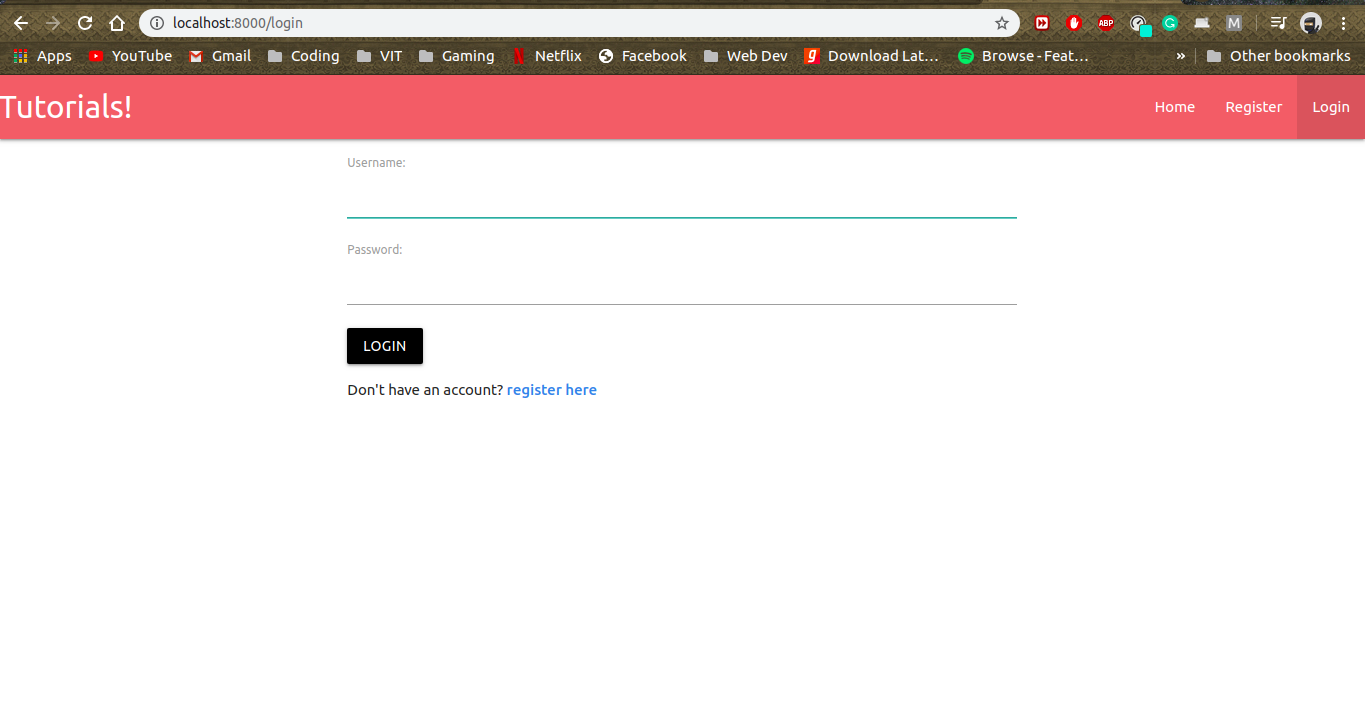 localhost:8000/login
ABP
G
M
Apps YouTube Gmail Coding VIT Gaming Netflix Facebook Web Dev Download Lat... Browse - Feat... » Other bookmarks
Tutorials! Home Register Login
Username:
Password:
LOGIN
Don't have an account? register here